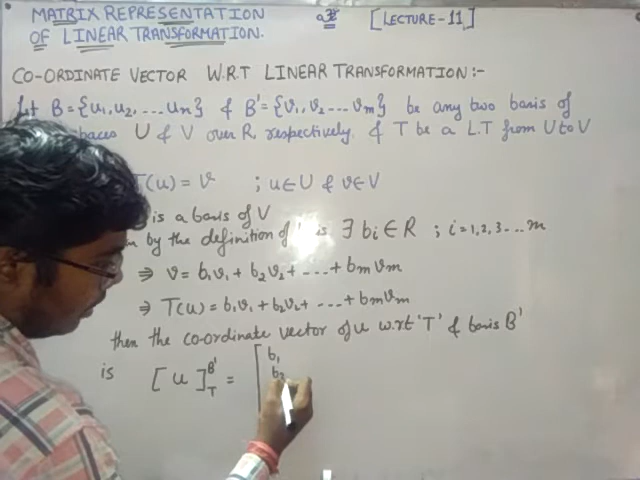 MATRIX REPRESENTATION
OF LINEAR TRANSFORMATION.
[LECTURE-11]
CO-ORDINATE VECTOR W.R.T LINEAR TRANSFORMATION :-
Let B = {u₁, u₂, ... uₙ} & B' = {v₁, v₂ ... vₘ} be any two basis of
U & V over R, respectively. & T be a L.T from U to V
T(u) = v ; u∈U & v∈V
is a basis of V
by the definition of is ∃ bᵢ ∈ R ; i = 1,2,3...m
⇒ v = b₁v₁ + b₂v₂ + ... + bₘvₘ
⇒ T(u) = b₁v₁ + b₂v₂ + ... + bₘvₘ
then the co-ordinate vector of u w.r.t 'T' & basis B'
is [u]ᴮ'_T = [b₁
b₂